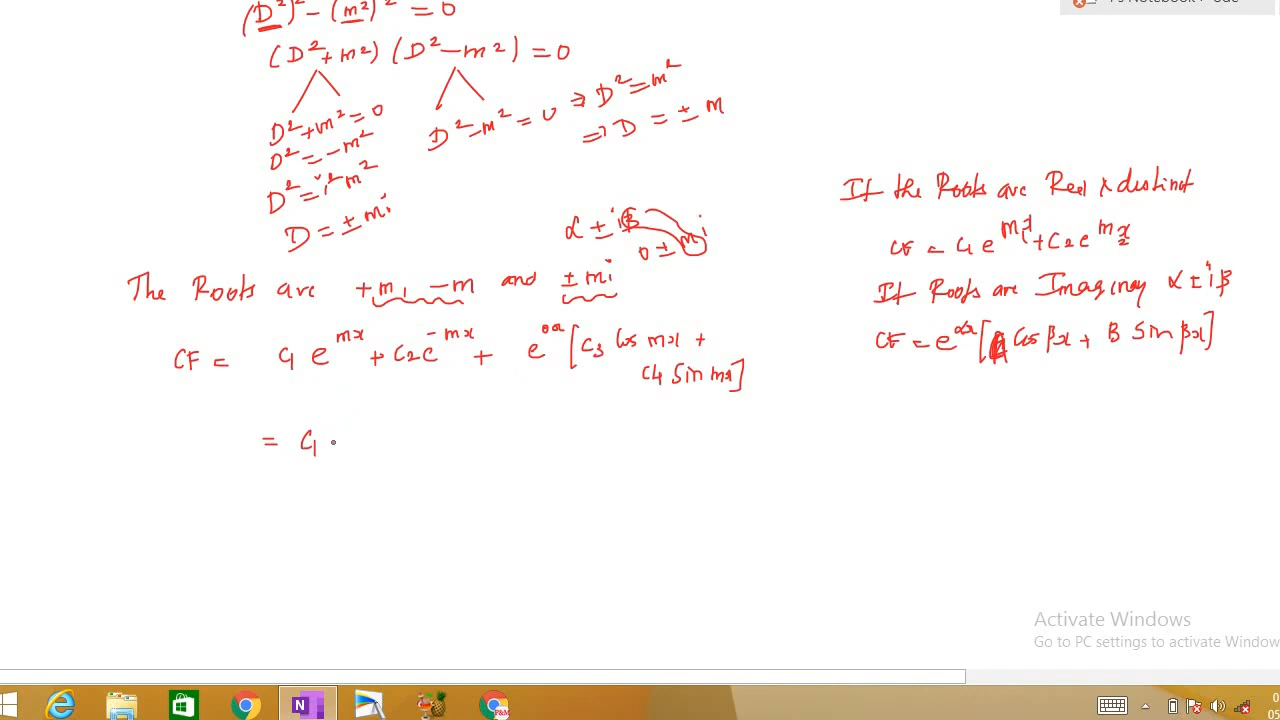 (D²)² - (m²)² = 0
(D² + m²) (D² - m²) = 0
D² + m² = 0
D² = - m²
D² = i² m²
D = ± mi
D² - m² = 0 ⇒ D² = m²
⇒ D = ± m
α ± iβ
0 ± mi
The Roots are +m, -m and ± mi
CF = C1 e^mx + C2 e^-mx + e^0x [C3 Cos mx +
C4 Sin mx]
= C1
If the Roots are Real & distinct
CF = C1 e^m1x + C2 e^m2x
If Roots are Imaginary α ± iβ
CF = e^αx [A Cos βx + B Sin βx]
Activate Windows
Go to PC settings to activate Window